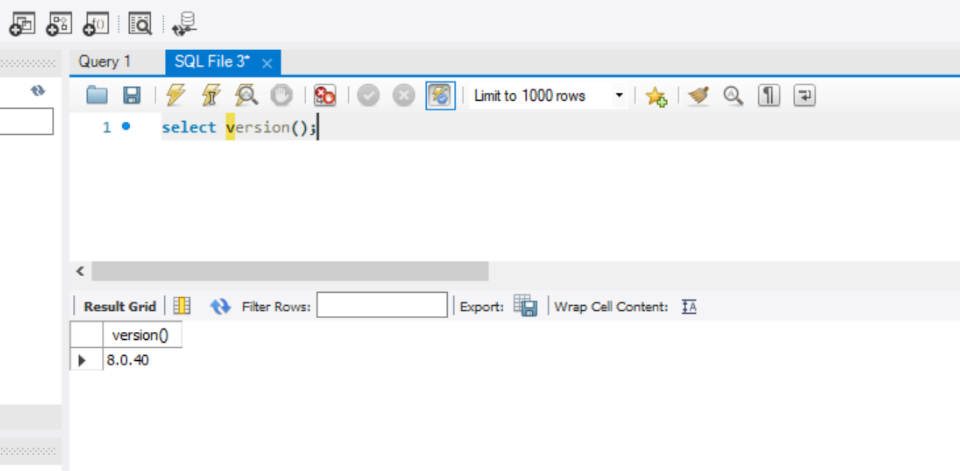 Query 1
SQL File 3*
Limit to 1000 rows
1 select version();
Result Grid Filter Rows: Export: Wrap Cell Content:
version()
8.0.40